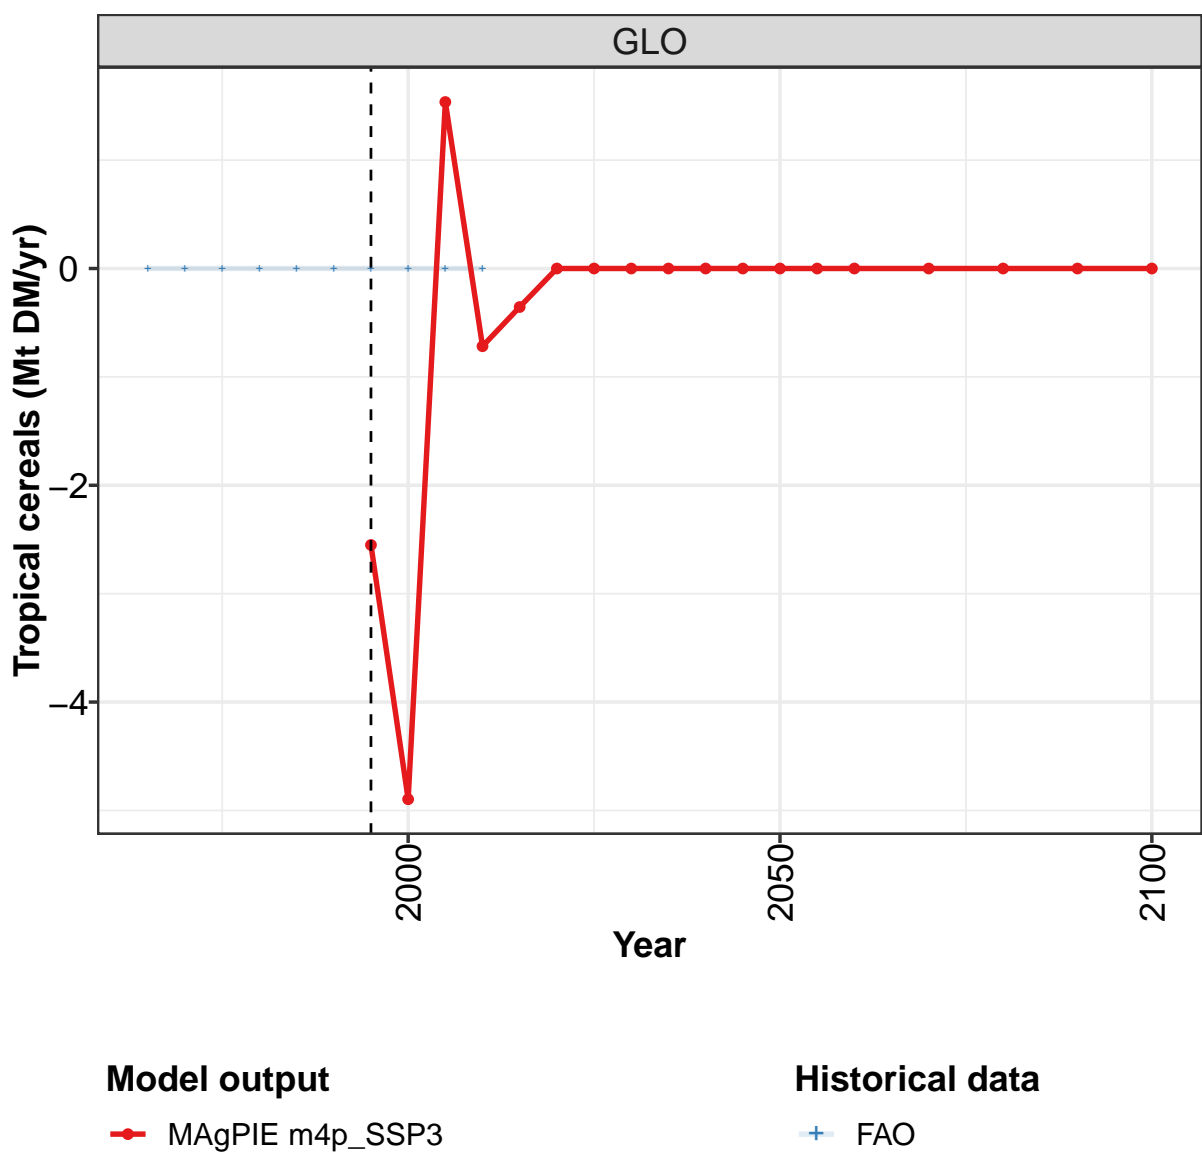 GLO
Tropical cereals (Mt DM/yr)
0
−2
−4
2000
2050
2100
Year
Model output
Historical data
MAgPIE m4p_SSP3
FAO